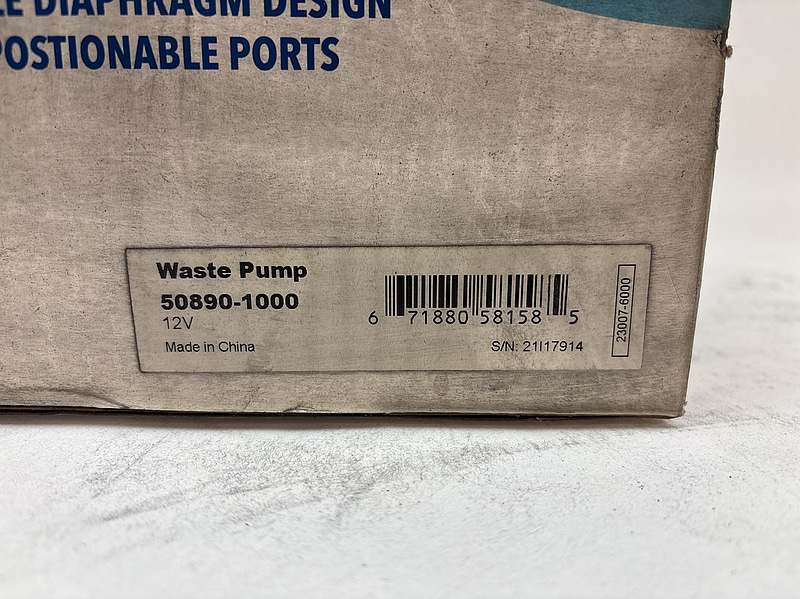 LE DIAPHRAGM DESIGN
POSTIONABLE PORTS
Waste Pump
50890-1000
12V
Made in China
6 71880 58158 5
S/N: 21I17914
23007-6000